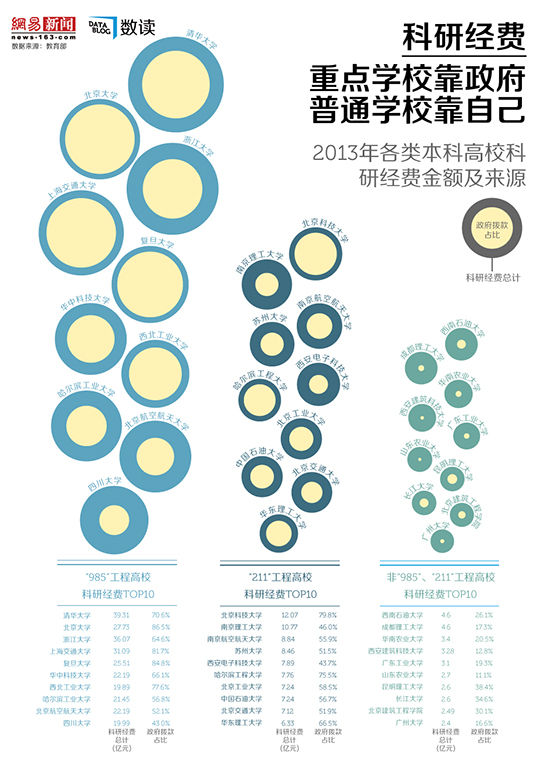 網易新闻
news·163·com
数据来源：教育部
DATA
BLOG
数读
科研经费
重点学校靠政府
普通学校靠自己
2013年各类本科高校科
研经费金额及来源
政府拨款
占比
科研经费总计
清华大学
北京大学
浙江大学
上海交通大学
复旦大学
华中科技大学
西北工业大学
哈尔滨工业大学
北京航空航天大学
四川大学
北京科技大学
南京理工大学
南京航空航天大学
苏州大学
西安电子科技大学
哈尔滨工程大学
北京工业大学
中国石油大学
北京交通大学
华东理工大学
西南石油大学
成都理工大学
华南农业大学
西安建筑科技大学
广东工业大学
山东农业大学
昆明理工大学
长江大学
北京建筑工程学院
广州大学
"985"工程高校
科研经费TOP10
清华大学 39.31 70.6%
北京大学 27.73 86.5%
浙江大学 36.07 64.6%
上海交通大学 31.09 81.7%
复旦大学 25.51 84.8%
华中科技大学 22.19 66.1%
西北工业大学 19.89 77.6%
哈尔滨工业大学 21.45 56.8%
北京航空航天大学 22.19 52.1%
四川大学 19.99 43.0%
科研经费 政府拨款
总计 占比
(亿元)
"211"工程高校
科研经费TOP10
北京科技大学 12.07 79.8%
南京理工大学 10.77 46.0%
南京航空航天大学 8.84 55.9%
苏州大学 8.46 51.5%
西安电子科技大学 7.89 43.7%
哈尔滨工程大学 7.76 75.5%
北京工业大学 7.24 58.5%
中国石油大学 7.24 56.7%
北京交通大学 7.12 51.9%
华东理工大学 6.33 66.5%
科研经费 政府拨款
总计 占比
(亿元)
非"985"、"211"工程高校
科研经费TOP10
西南石油大学 4.6 26.1%
成都理工大学 4.6 17.3%
华南农业大学 3.4 20.5%
西安建筑科技大学 3.28 12.8%
广东工业大学 3.1 19.3%
山东农业大学 2.7 11.1%
昆明理工大学 2.6 38.4%
长江大学 2.6 34.6%
北京建筑工程学院 2.49 30.1%
广州大学 2.4 16.6%
科研经费 政府拨款
总计 占比
(亿元)